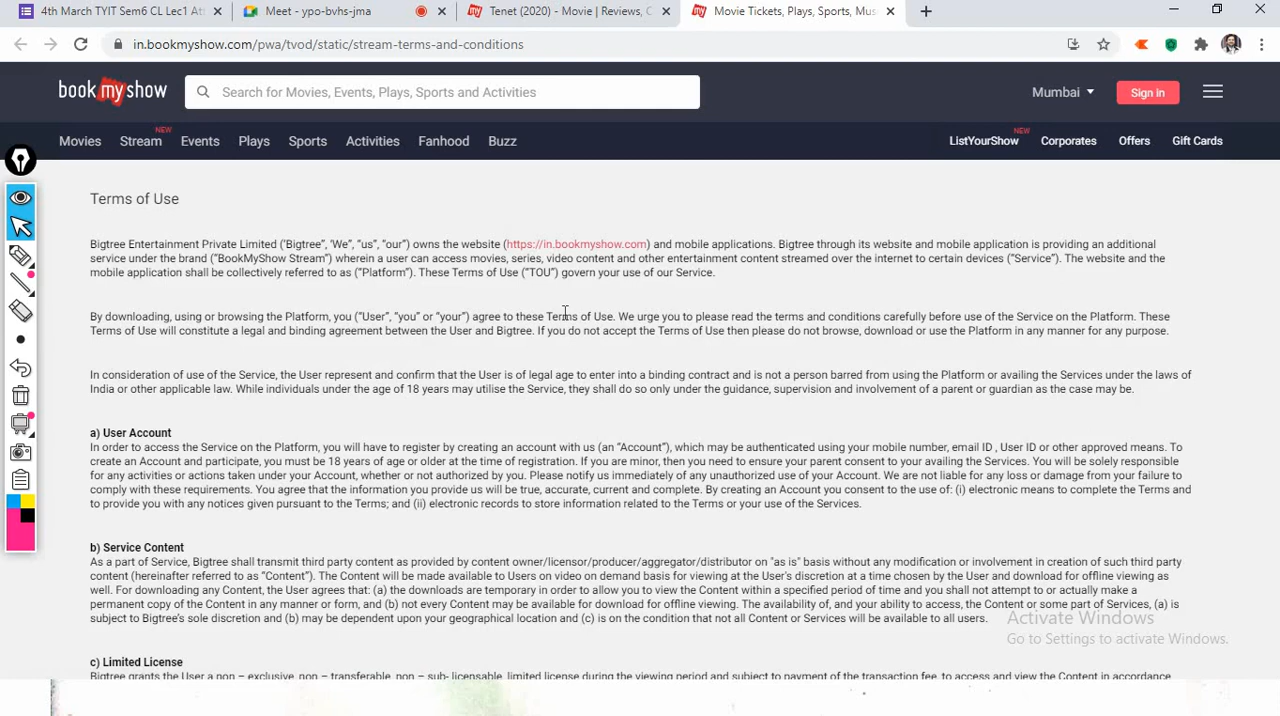 4th March TYIT Sem6 CL Lec1 At
Meet - ypo-bvhs-jma
Tenet (2020) - Movie | Reviews, C
Movie Tickets, Plays, Sports, Mus
in.bookmyshow.com/pwa/tvod/static/stream-terms-and-conditions
book my show
Search for Movies, Events, Plays, Sports and Activities
Mumbai
Sign in
Movies Stream NEW Events Plays Sports Activities Fanhood Buzz
ListYourShow NEW Corporates Offers Gift Cards
Terms of Use
Bigtree Entertainment Private Limited (‘Bigtree”, ‘We”, “us”, “our”) owns the website (https://in.bookmyshow.com) and mobile applications. Bigtree through its website and mobile application is providing an additional
service under the brand (“BookMyShow Stream”) wherein a user can access movies, series, video content and other entertainment content streamed over the internet to certain devices (“Service”). The website and the
mobile application shall be collectively referred to as (“Platform”). These Terms of Use (“TOU”) govern your use of our Service.
By downloading, using or browsing the Platform, you (“User”, “you” or “your”) agree to these Terms of Use. We urge you to please read the terms and conditions carefully before use of the Service on the Platform. These
Terms of Use will constitute a legal and binding agreement between the User and Bigtree. If you do not accept the Terms of Use then please do not browse, download or use the Platform in any manner for any purpose.
In consideration of use of the Service, the User represent and confirm that the User is of legal age to enter into a binding contract and is not a person barred from using the Platform or availing the Services under the laws of
India or other applicable law. While individuals under the age of 18 years may utilise the Service, they shall do so only under the guidance, supervision and involvement of a parent or guardian as the case may be.
a) User Account
In order to access the Service on the Platform, you will have to register by creating an account with us (an “Account”), which may be authenticated using your mobile number, email ID , User ID or other approved means. To
create an Account and participate, you must be 18 years of age or older at the time of registration. If you are minor, then you need to ensure your parent consent to your availing the Services. You will be solely responsible
for any activities or actions taken under your Account, whether or not authorized by you. Please notify us immediately of any unauthorized use of your Account. We are not liable for any loss or damage from your failure to
comply with these requirements. You agree that the information you provide us will be true, accurate, current and complete. By creating an Account you consent to the use of: (i) electronic means to complete the Terms and
to provide you with any notices given pursuant to the Terms; and (ii) electronic records to store information related to the Terms or your use of the Services.
b) Service Content
As a part of Service, Bigtree shall transmit third party content as provided by content owner/licensor/producer/aggregator/distributor on "as is" basis without any modification or involvement in creation of such third party
content (hereinafter referred to as “Content”). The Content will be made available to Users on video on demand basis for viewing at the User's discretion at a time chosen by the User and download for offline viewing as
well. For downloading any Content, the User agrees that: (a) the downloads are temporary in order to allow you to view the Content within a specified period of time and you shall not attempt to or actually make a
permanent copy of the Content in any manner or form, and (b) not every Content may be available for download for offline viewing. The availability of, and your ability to access, the Content or some part of Services, (a) is
subject to Bigtree’s sole discretion and (b) may be dependent upon your geographical location and (c) is on the condition that not all Content or Services will be available to all users.
Activate Windows
Go to Settings to activate Windows.
c) Limited License
Bigtree grants the User a non – exclusive, non – transferable, non – sub- licensable, limited license during the viewing period and subject to payment of the transaction fee, to access and view the Content in accordance